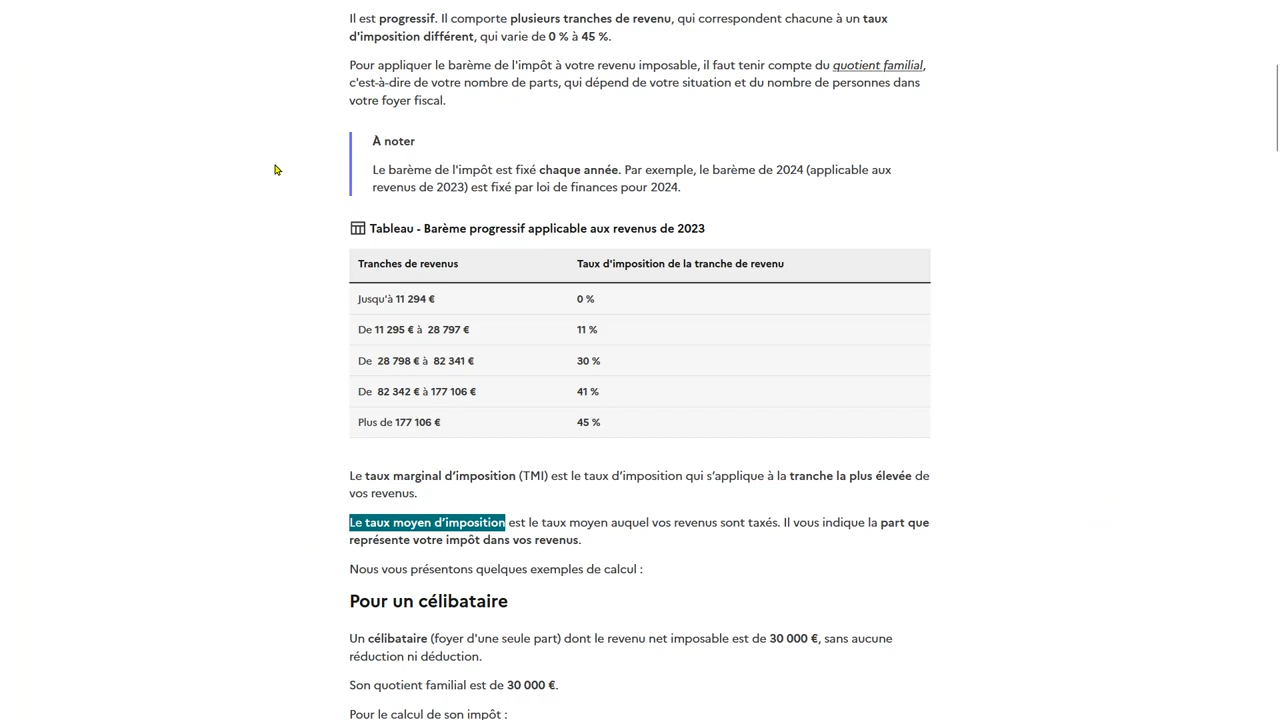 Il est progressif. Il comporte plusieurs tranches de revenu, qui correspondent chacune à un taux
d'imposition différent, qui varie de 0 % à 45 %.
Pour appliquer le barème de l'impôt à votre revenu imposable, il faut tenir compte du quotient familial,
c'est-à-dire de votre nombre de parts, qui dépend de votre situation et du nombre de personnes dans
votre foyer fiscal.
À noter
Le barème de l'impôt est fixé chaque année. Par exemple, le barème de 2024 (applicable aux
revenus de 2023) est fixé par loi de finances pour 2024.
Tableau - Barème progressif applicable aux revenus de 2023
Tranches de revenus Taux d'imposition de la tranche de revenu
Jusqu'à 11 294 € 0 %
De 11 295 € à 28 797 € 11 %
De 28 798 € à 82 341 € 30 %
De 82 342 € à 177 106 € 41 %
Plus de 177 106 € 45 %
Le taux marginal d’imposition (TMI) est le taux d’imposition qui s’applique à la tranche la plus élevée de
vos revenus.
Le taux moyen d’imposition est le taux moyen auquel vos revenus sont taxés. Il vous indique la part que
représente votre impôt dans vos revenus.
Nous vous présentons quelques exemples de calcul :
Pour un célibataire
Un célibataire (foyer d'une seule part) dont le revenu net imposable est de 30 000 €, sans aucune
réduction ni déduction.
Son quotient familial est de 30 000 €.
Pour le calcul de son impôt :